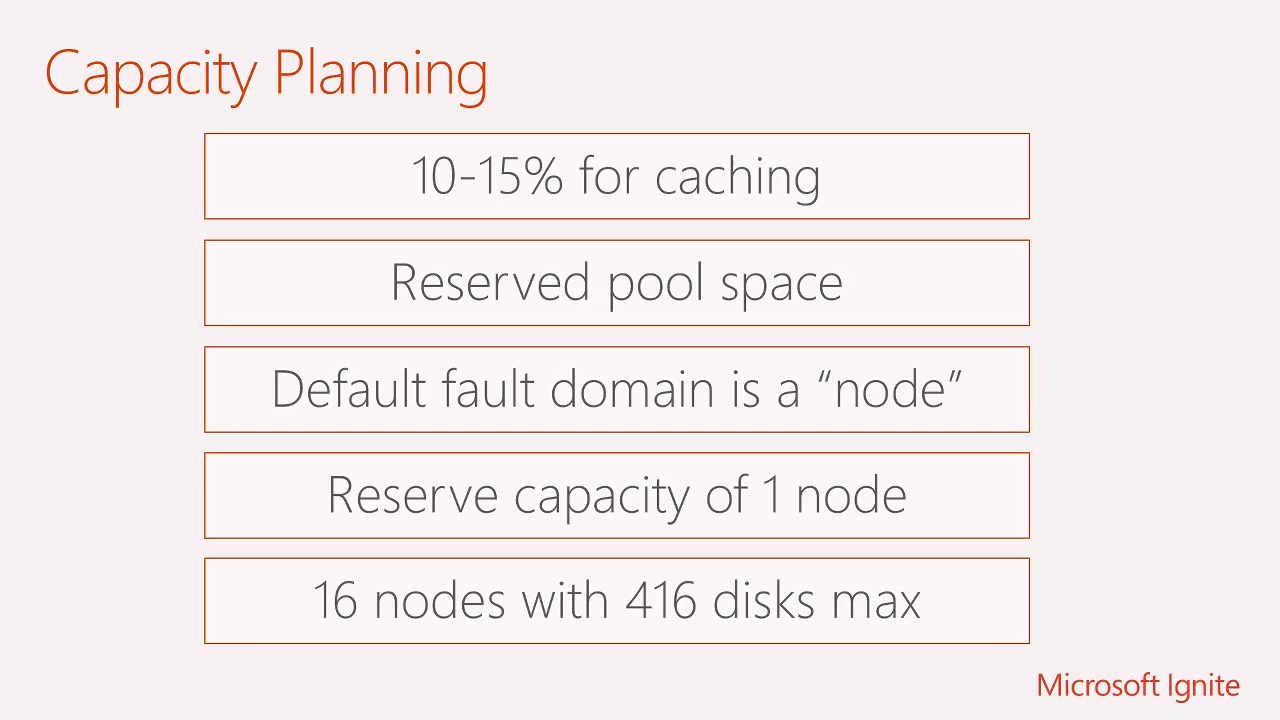 Capacity Planning
10-15% for caching
Reserved pool space
Default fault domain is a “node”
Reserve capacity of 1 node
16 nodes with 416 disks max
Microsoft Ignite